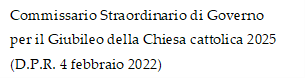 Commissario Straordinario di Governo
per il Giubileo della Chiesa cattolica 2025
(D.P.R. 4 febbraio 2022)